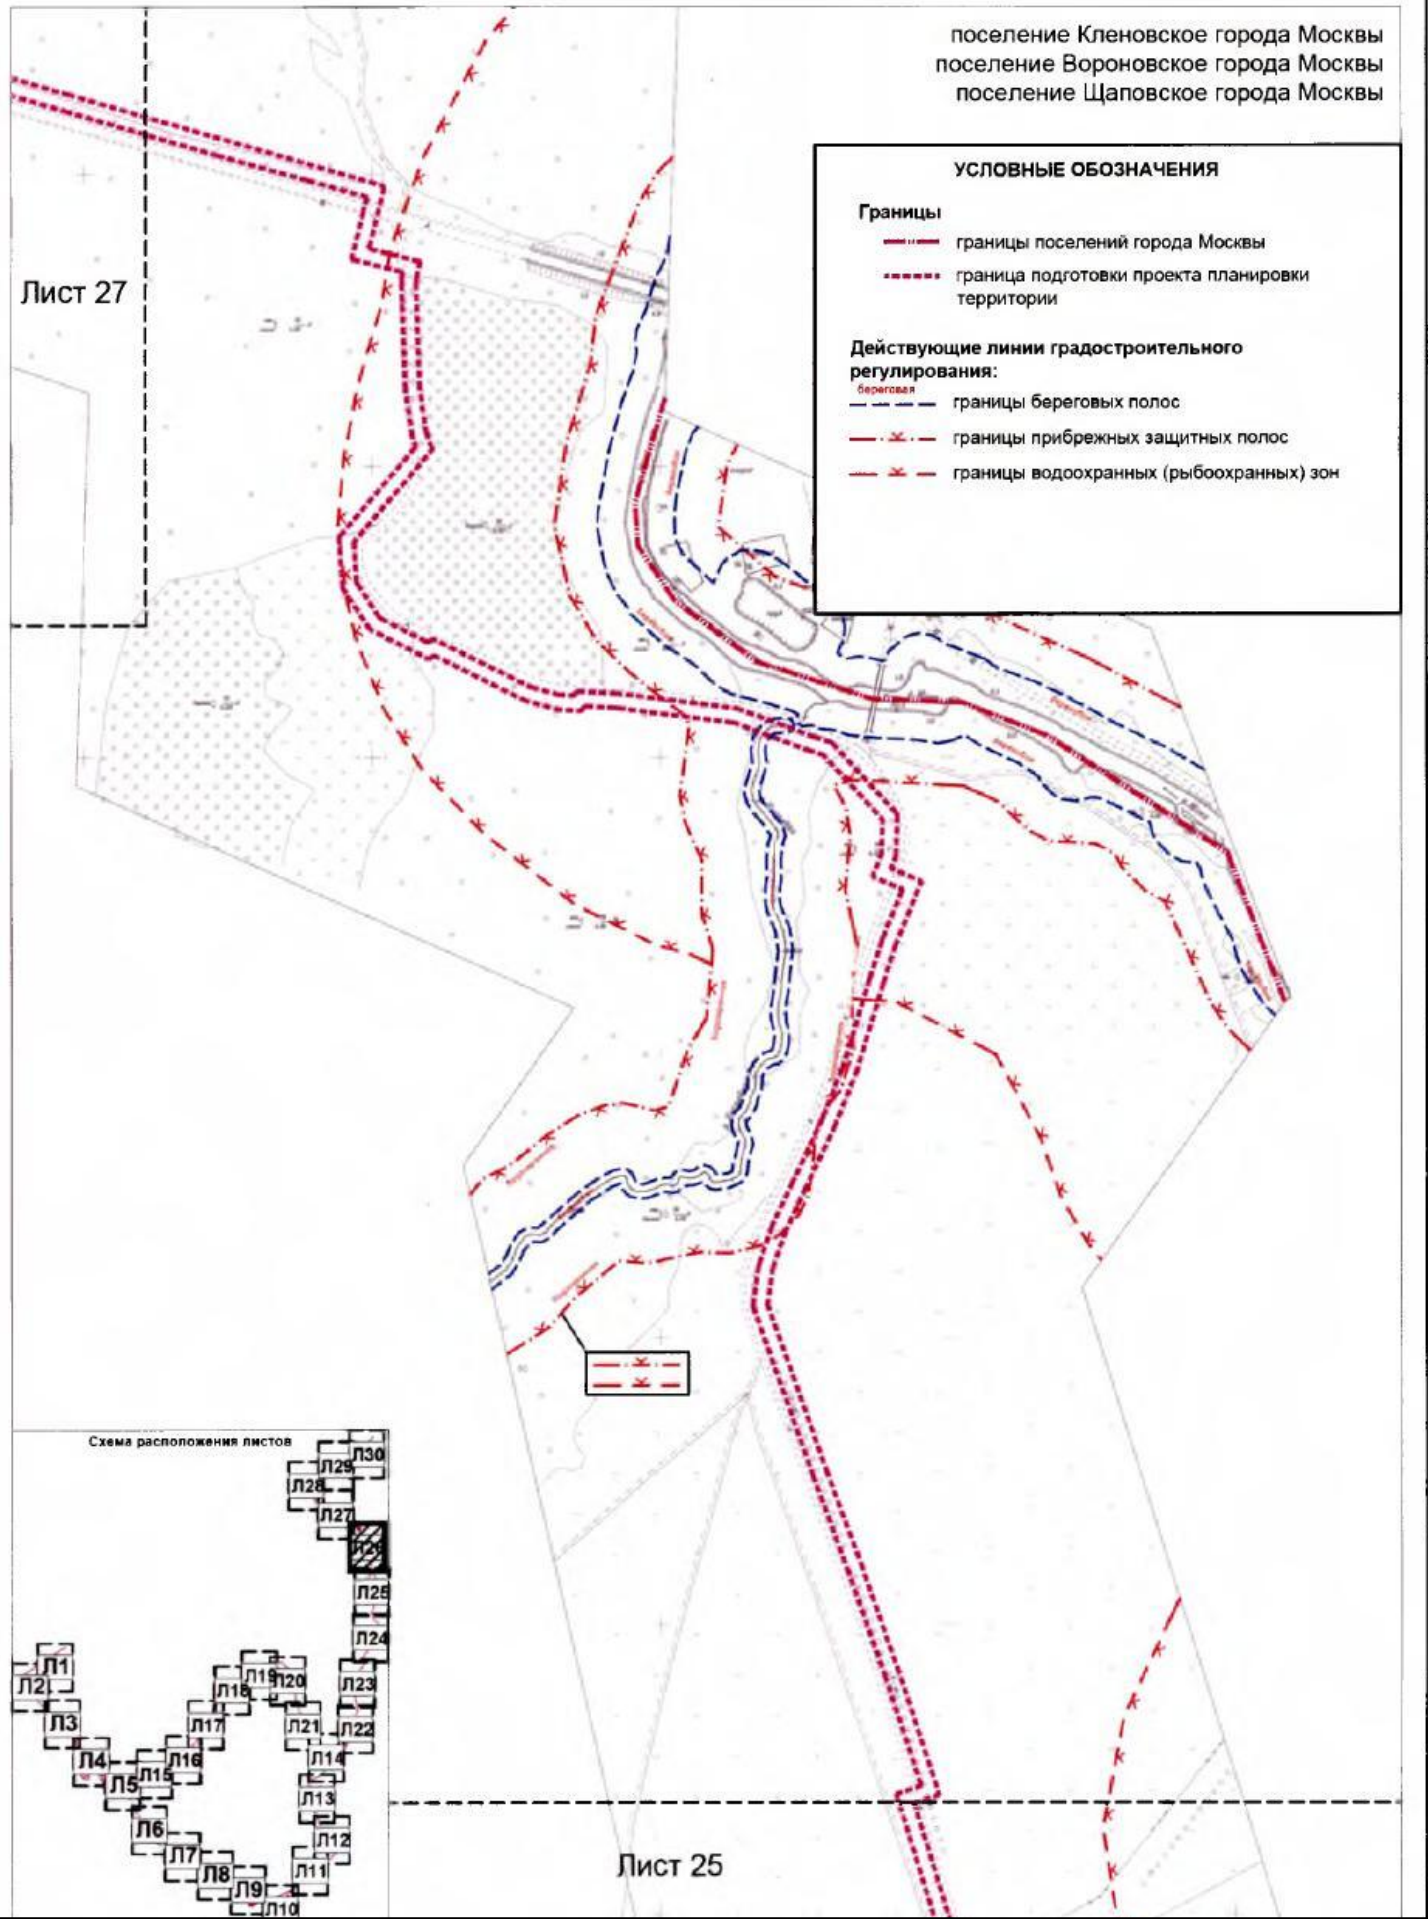 поселение Кленовское города Москвы
поселение Вороновское города Москвы
поселение Щаповское города Москвы
УСЛОВНЫЕ ОБОЗНАЧЕНИЯ
Границы
границы поселений города Москвы
граница подготовки проекта планировки
территории
Действующие линии градостроительного
регулирования:
береговая
границы береговых полос
границы прибрежных защитных полос
границы водоохранных (рыбоохранных) зон
Лист 27
Лист 25
Схема расположения листов
Л30
Л29
Л28
Л27
Л26
Л25
Л24
Л23
Л22
Л1
Л2
Л3
Л4
Л5
Л6
Л7
Л8
Л9
Л10
Л11
Л12
Л13
Л14
Л15
Л16
Л17
Л18
Л19
Л20
Л21